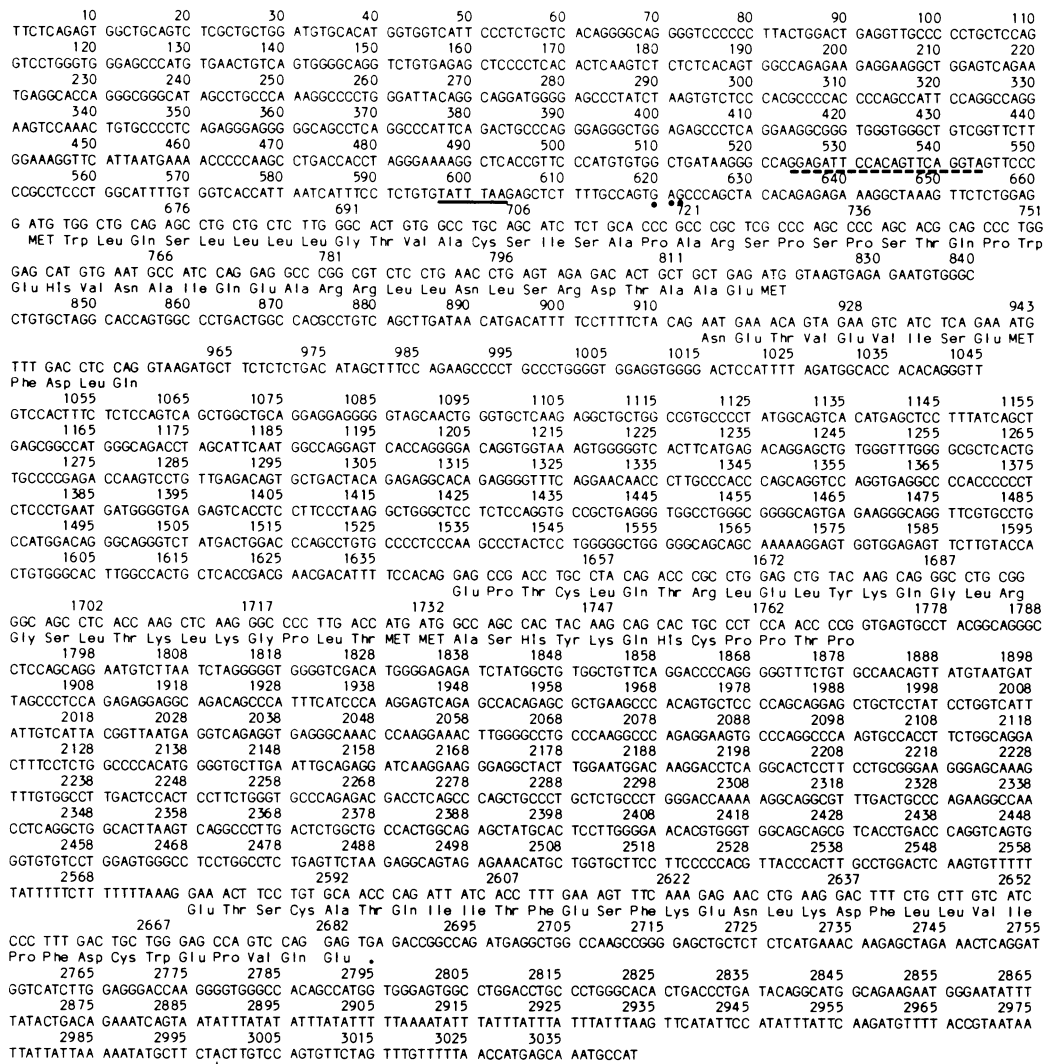 10 20 30 40 50 60 70 80 90 100 110
TTCTCAGAGT GGCTGCAGTC TCGCTGCTGG ATGTGCACAT GGTGGTCATT CCCTCTGCTC ACAGGGGCAG GGGTCCCCCC TTACTGGACT GAGGTTGCCC CCTGCTCCAG
120 130 140 150 160 170 180 190 200 210 220
GTCCTGGGTG GGAGCCCATG TGAACTGTCA GTGGGGCAGG TCTGTGAGAG CTCCCCTCAC ACTCAAGTCT CTCTCACAGT GGCCAGAGAA GAGGAAGGCT GGAGTCAGAA
230 240 250 260 270 280 290 300 310 320 330
TGAGGCACCA GGGCGGGCAT AGCCTGCCCA AAGGCCCCTG GGATTACAGG CAGGATGGGG AGCCCTATCT AAGTGTCTCC CACGCCCCAC CCCAGCCATT CCAGGCCAGG
340 350 360 370 380 390 400 410 420 430 440
AAGTCCAAAC TGTGCCCCTC AGAGGGAGGG GGCAGCCTCA GGCCCATTCA GACTGCCCAG GGAGGGCTGG AGAGCCCTCA GGAAGGCGGG TGGGTGGGCT GTCGGTTCTT
450 460 470 480 490 500 510 520 530 540 550
GGAAAGGTTC ATTAATGAAA ACCCCCAAGC CTGACCACCT AGGGAAAAGG CTCACCGTTC CCATGTGTGG CTGATAAGGG CCAGGAGATT CCACAGTTCA GGTAGTTCCC
560 570 580 590 600 610 620 630 640 650 660
CCGCCTCCCT GGCATTTTGT GGTCACCATT AATCATTTCC TCTGTGTATT TAAGAGCTCT TTTGCCAGTG AGCCCAGCTA CACAGAGAGA AAGGCTAAAG TTCTCTGGAG
676 691 706 721 736 751
G ATG TGG CTG CAG AGC CTG CTG CTC TTG GGC ACT GTG GCC TGC AGC ATC TCT GCA CCC GCC CGC TCG CCC AGC CCC AGC ACG CAG CCC TGG
MET Trp Leu Gln Ser Leu Leu Leu Leu Gly Thr Val Ala Cys Ser Ile Ser Ala Pro Ala Arg Ser Pro Ser Pro Ser Thr Gln Pro Trp
766 781 796 811 830 840
GAG CAT GTG AAT GCC ATC CAG GAG GCC CGG CGT CTC CTG AAC CTG AGT AGA GAC ACT GCT GCT GAG ATG GTAAGTGAGA GAATGTGGGC
Glu His Val Asn Ala Ile Gln Glu Ala Arg Arg Leu Leu Asn Leu Ser Arg Asp Thr Ala Ala Glu MET
850 860 870 880 890 900 910 928 943
CTGTGCTAGG CACCAGTGGC CCTGACTGGC CACGCCTGTC AGCTTGATAA CATGACATTT TCCTTTTCTA CAG AAT GAA ACA GTA GAA GTC ATC TCA GAA ATG
Asn Glu Thr Val Glu Val Ile Ser Glu MET
965 975 985 995 1005 1015 1025 1035 1045
TTT GAC CTC CAG GTAAGATGCT TCTCTCTGAC ATAGCTTTCC AGAAGCCCCT GCCCTGGGGT GGAGGTGGGG ACTCCATTTT AGATGGCACC ACACAGGGTT
Phe Asp Leu Gln
1055 1065 1075 1085 1095 1105 1115 1125 1135 1145 1155
GTCCACTTTC TCTCCAGTCA GCTGGCTGCA GGAGGAGGGG GTAGCAACTG GGTGCTCAAG AGGCTGCTGG CCGTGCCCCT ATGGCAGTCA CATGAGCTCC TTTATCAGCT
1165 1175 1185 1195 1205 1215 1225 1235 1245 1255 1265
GAGCGGCCAT GGGCAGACCT AGCATTCAAT GGCCAGGAGT CACCAGGGGA CAGGTGGTAA AGTGGGGGTC ACTTCATGAG ACAGGAGCTG TGGGTTTGGG GCGCTCACTG
1275 1285 1295 1305 1315 1325 1335 1345 1355 1365 1375
TGCCCCGAGA CCAAGTCCTG TTGAGACAGT GCTGACTACA GAGAGGCACA GAGGGGTTTC AGGAACAACC CTTGCCCACC CAGCAGGTCC AGGTGAGGCC CCACCCCCCT
1385 1395 1405 1415 1425 1435 1445 1455 1465 1475 1485
CTCCCTGAAT GATGGGGTGA GAGTCACCTC CTTCCCTAAG GCTGGGCTCC TCTCCAGGTG CCGCTGAGGG TGGCCTGGGC GGGGCAGTGA GAAGGGCAGG TTCGTGCCTG
1495 1505 1515 1525 1535 1545 1555 1565 1575 1585 1595
CCATGGACAG GGCAGGGTCT ATGACTGGAC CCAGCCTGTG CCCCTCCCAA GCCCTACTCC TGGGGGCTGG GGGCAGCAGC AAAAAGGAGT GGTGGAGAGT TCTTGTACCA
1605 1615 1625 1635 1657 1672 1687
CTGTGGGCAC TTGGCCACTG CTCACCGACG AACGACATTT TCCACAG GAG CCG ACC TGC CTA CAG ACC CGC CTG GAG CTG TAC AAG CAG GGC CTG CGG
Glu Pro Thr Cys Leu Gln Thr Arg Leu Glu Leu Tyr Lys Gln Gly Leu Arg
1702 1717 1732 1747 1762 1778 1788
GGC AGC CTC ACC AAG CTC AAG GGC CCC TTG ACC ATG ATG GCC AGC CAC TAC AAG CAG CAC TGC CCT CCA ACC CCG GTGAGTGCCT ACGGCAGGGC
Gly Ser Leu Thr Lys Leu Lys Gly Pro Leu Thr MET MET Ala Ser His Tyr Lys Gln His Cys Pro Pro Thr Pro
1798 1808 1818 1828 1838 1848 1858 1868 1878 1888 1898
CTCCAGCAGG AATGTCTTAA TCTAGGGGGT GGGGTCGACA TGGGGAGAGA TCTATGGCTG TGGCTGTTCA GGACCCCAGG GGGTTTCTGT GCCAACAGTT ATGTAATGAT
1908 1918 1928 1938 1948 1958 1968 1978 1988 1998 2008
TAGCCCTCCA GAGAGGAGGC AGACAGCCCA TTTCATCCCA AGGAGTCAGA GCCACAGAGC GCTGAAGCCC ACAGTGCTCC CCAGCAGGAG CTGCTCCTAT CCTGGTCATT
2018 2028 2038 2048 2058 2068 2078 2088 2098 2108 2118
ATTGTCATTA CGGTTAATGA GGTCAGAGGT GAGGGCAAAC CCAAGGAAAC TTGGGGCCTG CCCAAGGCCC AGAGGAAGTG CCCAGGCCCA AGTGCCACCT TCTGGCAGGA
2128 2138 2148 2158 2168 2178 2188 2198 2208 2218 2228
CTTTCCTCTG GCCCCACATG GGGTGCTTGA ATTGCAGAGG ATCAAGGAAG GGAGGCTACT TGGAATGGAC AAGGACCTCA GGCACTCCTT CCTGCGGGAA GGGAGCAAAG
2238 2248 2258 2268 2278 2288 2298 2308 2318 2328 2338
TTTGTGGCCT TGACTCCACT CCTTCTGGGT GCCCAGAGAC GACCTCAGCC CAGCTGCCCT GCTCTGCCCT GGGACCAAAA AGGCAGGCGT TTGACTGCCC AGAAGGCCAA
2348 2358 2368 2378 2388 2398 2408 2418 2428 2438 2448
CCTCAGGCTG GCACTTAAGT CAGGCCCTTG ACTCTGGCTG CCACTGGCAG AGCTATGCAC TCCTTGGGGA ACACGTGGGT GGCAGCAGCG TCACCTGACC CAGGTCAGTG
2458 2468 2478 2488 2498 2508 2518 2528 2538 2548 2558
GGTGTGTCCT GGAGTGGGCC TCCTGGCCTC TGAGTTCTAA GAGGCAGTAG AGAAACATGC TGGTGCTTCC TTCCCCCACG TTACCCACTT GCCTGGACTC AAGTGTTTTT
2568 2592 2607 2622 2637 2652
TATTTTTCTT TTTTTAAAG GAA ACT TCC TGT GCA ACC CAG ATT ATC ACC TTT GAA AGT TTC AAA GAG AAC CTG AAG GAC TTT CTG CTT GTC ATC
Glu Thr Ser Cys Ala Thr Gln Ile Ile Thr Phe Glu Ser Phe Lys Glu Asn Leu Lys Asp Phe Leu Leu Val Ile
2667 2682 2695 2705 2715 2725 2735 2745 2755
CCC TTT GAC TGC TGG GAG CCA GTC CAG GAG TGA GACCGGCCAG ATGAGGCTGG CCAAGCCGGG GAGCTGCTCT CTCATGAAAC AAGAGCTAGA AACTCAGGAT
Pro Phe Asp Cys Trp Glu Pro Val Gln Glu .
2765 2775 2785 2795 2805 2815 2825 2835 2845 2855 2865
GGTCATCTTG GAGGGACCAA GGGGTGGGCC ACAGCCATGG TGGGAGTGGC CTGGACCTGC CCTGGGCACA CTGACCCTGA TACAGGCATG GCAGAAGAAT GGGAATATTT
2875 2885 2895 2905 2915 2925 2935 2945 2955 2965 2975
TATACTGACA GAAATCAGTA ATATTTATAT ATTTATATTT TTAAAATATT TATTTATTTA TTTATTTAAG TTCATATTCC ATATTTATTC AAGATGTTTT ACCGTAATAA
2985 2995 3005 3015 3025 3035
TTATTATTAA AAATATGCTT CTACTTGTCC AGTGTTCTAG TTTGTTTTTA ACCATGAGCA AATGCCAT